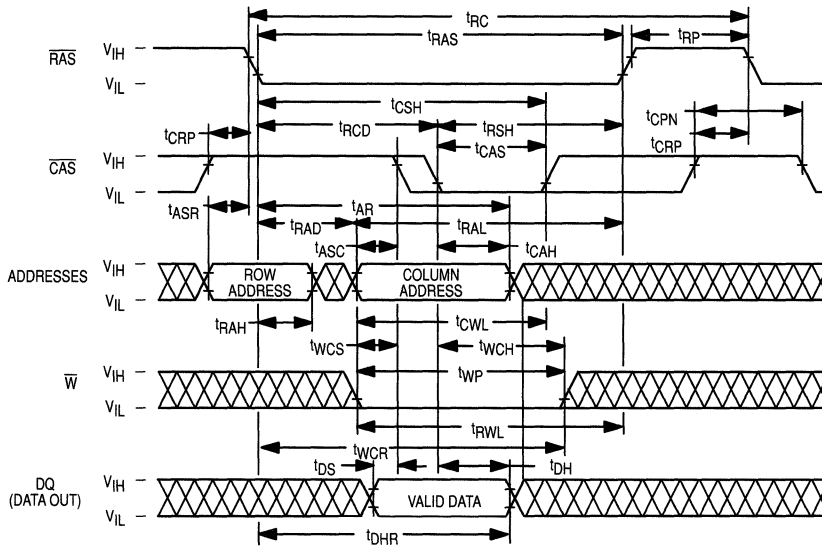 tRC
tRAS
tRP
RAS
VIH
VIL
tCSH
tRCD
tRSH
tCPN
tCRP
tCAS
tCRP
CAS
VIH
VIL
tASR
tAR
tRAD
tRAL
tASC
tCAH
ADDRESSES
VIH
VIL
ROW
ADDRESS
COLUMN
ADDRESS
tRAH
tCWL
tWCS
tWCH
W
VIH
VIL
tWP
tRWL
tWCR
tDS
tDH
DQ
(DATA OUT)
VIH
VIL
VALID DATA
tDHR